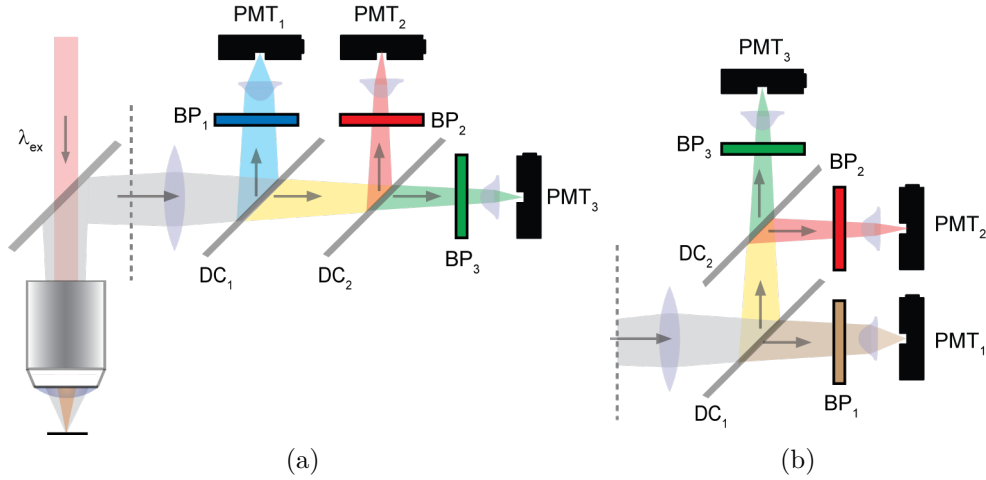 PMT₁
PMT₂
BP₁
BP₂
λex
PMT₃
DC₁
DC₂
BP₃
(a)
PMT₃
BP₃
BP₂
PMT₂
DC₂
PMT₁
DC₁
BP₁
(b)